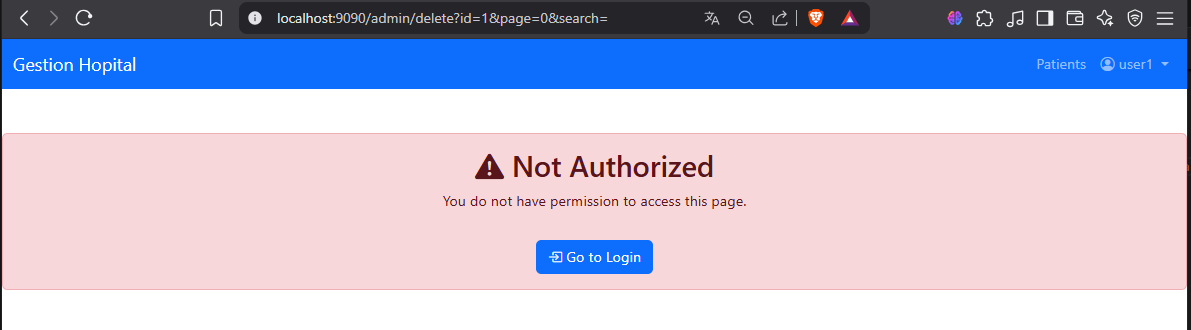 localhost:9090/admin/delete?id=1&page=0&search=
Gestion Hopital
Patients
user1
Not Authorized
You do not have permission to access this page.
Go to Login